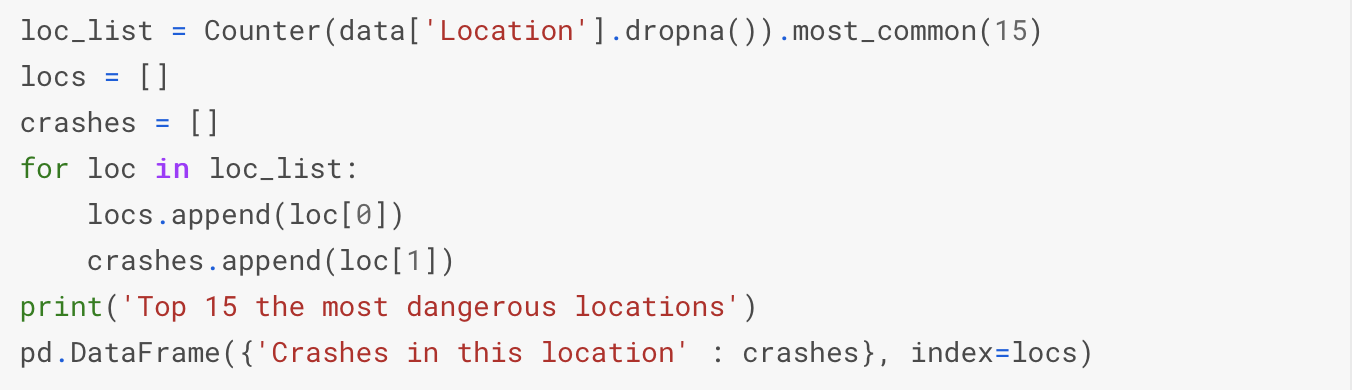 loc_list = Counter(data['Location'].dropna()).most_common(15)
locs = []
crashes = []
for loc in loc_list:
    locs.append(loc[0])
    crashes.append(loc[1])
print('Top 15 the most dangerous locations')
pd.DataFrame({'Crashes in this location' : crashes}, index=locs)